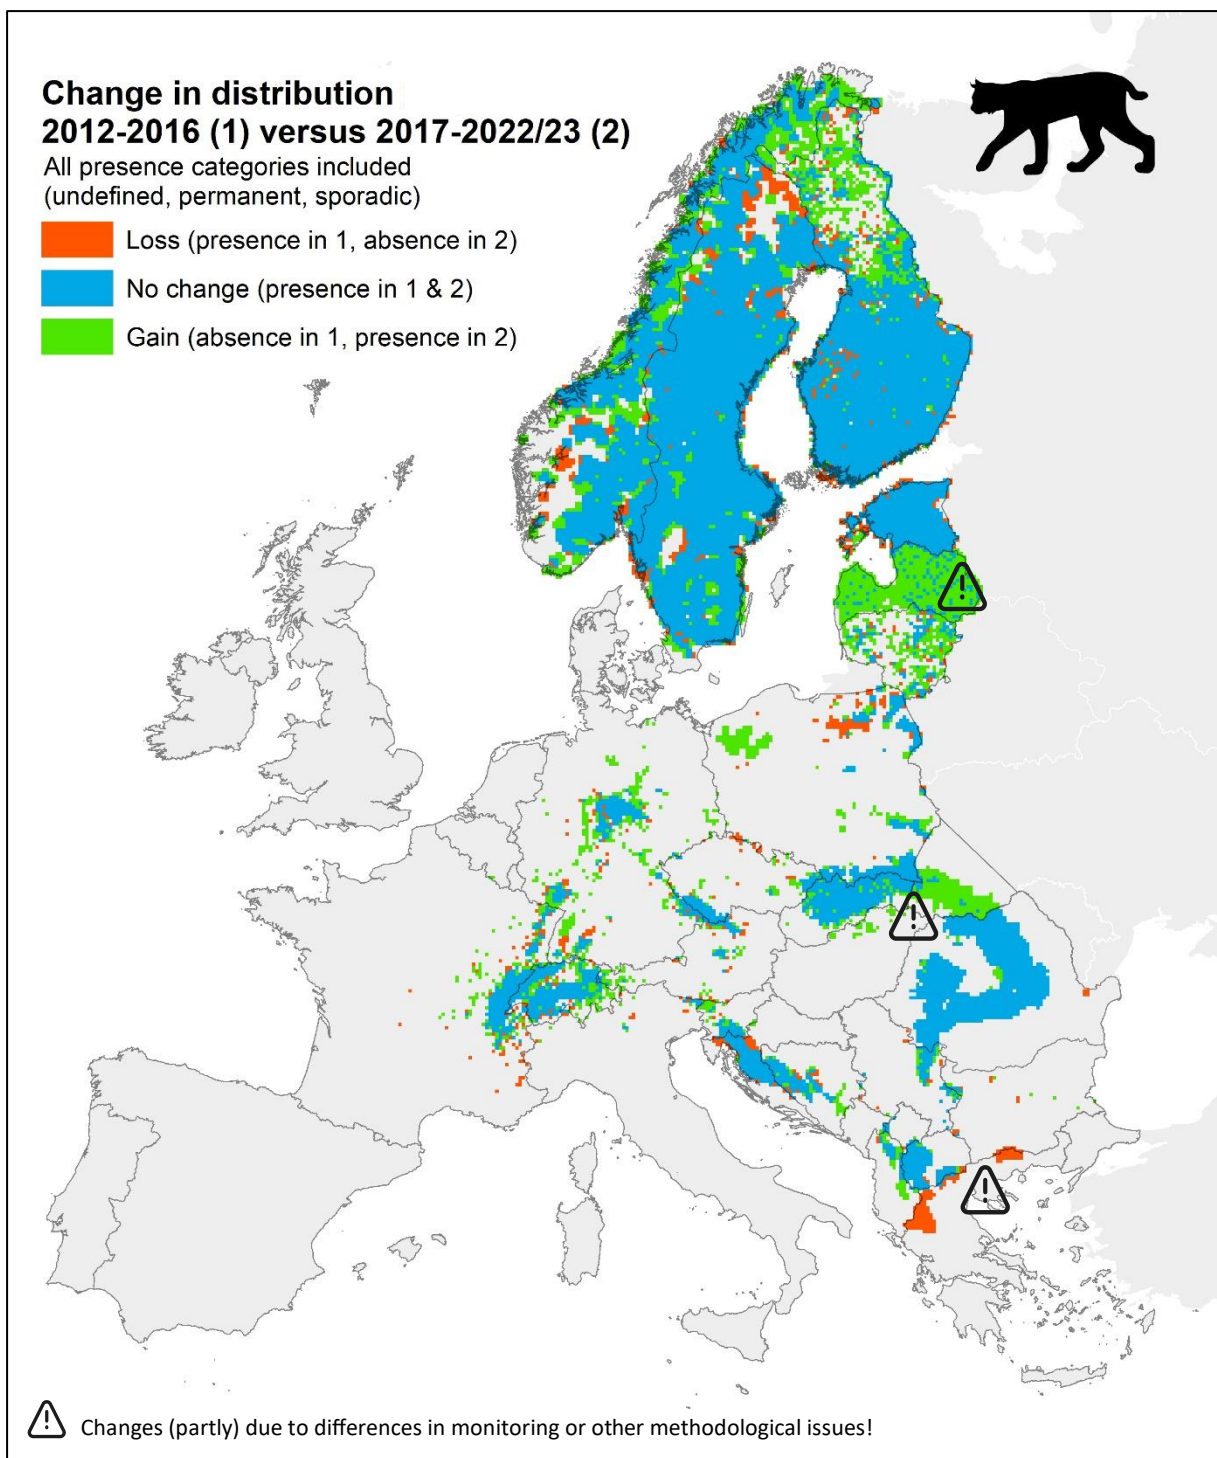 Change in distribution
2012-2016 (1) versus 2017-2022/23 (2)
All presence categories included
(undefined, permanent, sporadic)
Loss (presence in 1, absence in 2)
No change (presence in 1 & 2)
Gain (absence in 1, presence in 2)
Changes (partly) due to differences in monitoring or other methodological issues!